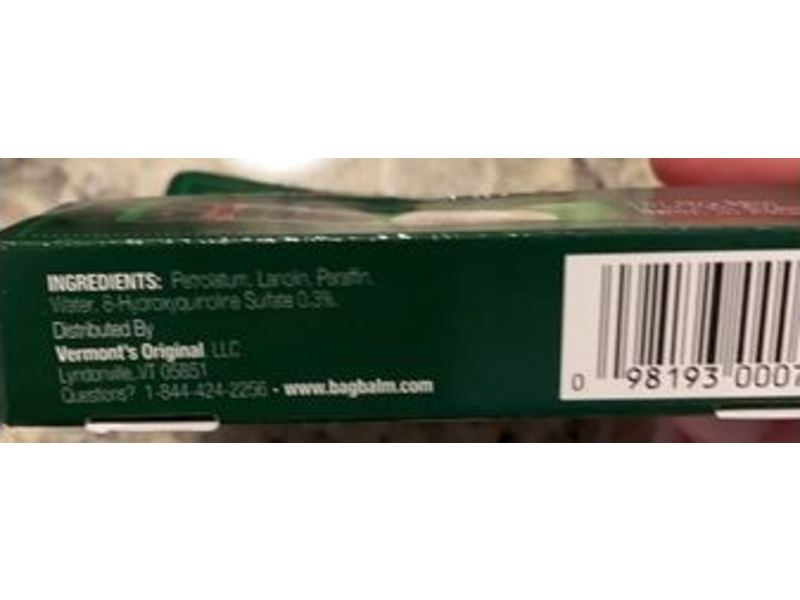 INGREDIENTS: Petrolatum, Lanolin, Paraffin,
Water, 8-Hydroxyquinoline Sulfate 0.3%.
Distributed By
Vermont's Original LLC
Lyndonville, VT 05851
Questions? 1-844-424-2256 • www.bagbalm.com
0 98193 0007